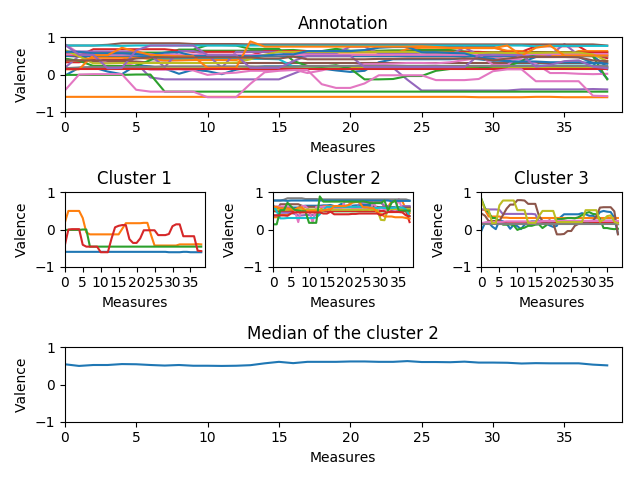 Annotation
Valence
1
0
−1
0 5 10 15 20 25 30 35
Measures
Cluster 1 Cluster 2 Cluster 3
Valence Valence Valence
1 1 1
0 0 0
−1 −1 −1
0 5 10 15 20 25 30 35 0 5 10 15 20 25 30 35 0 5 10 15 20 25 30 35
Measures Measures Measures
Median of the cluster 2
Valence
1
0
−1
0 5 10 15 20 25 30 35
Measures